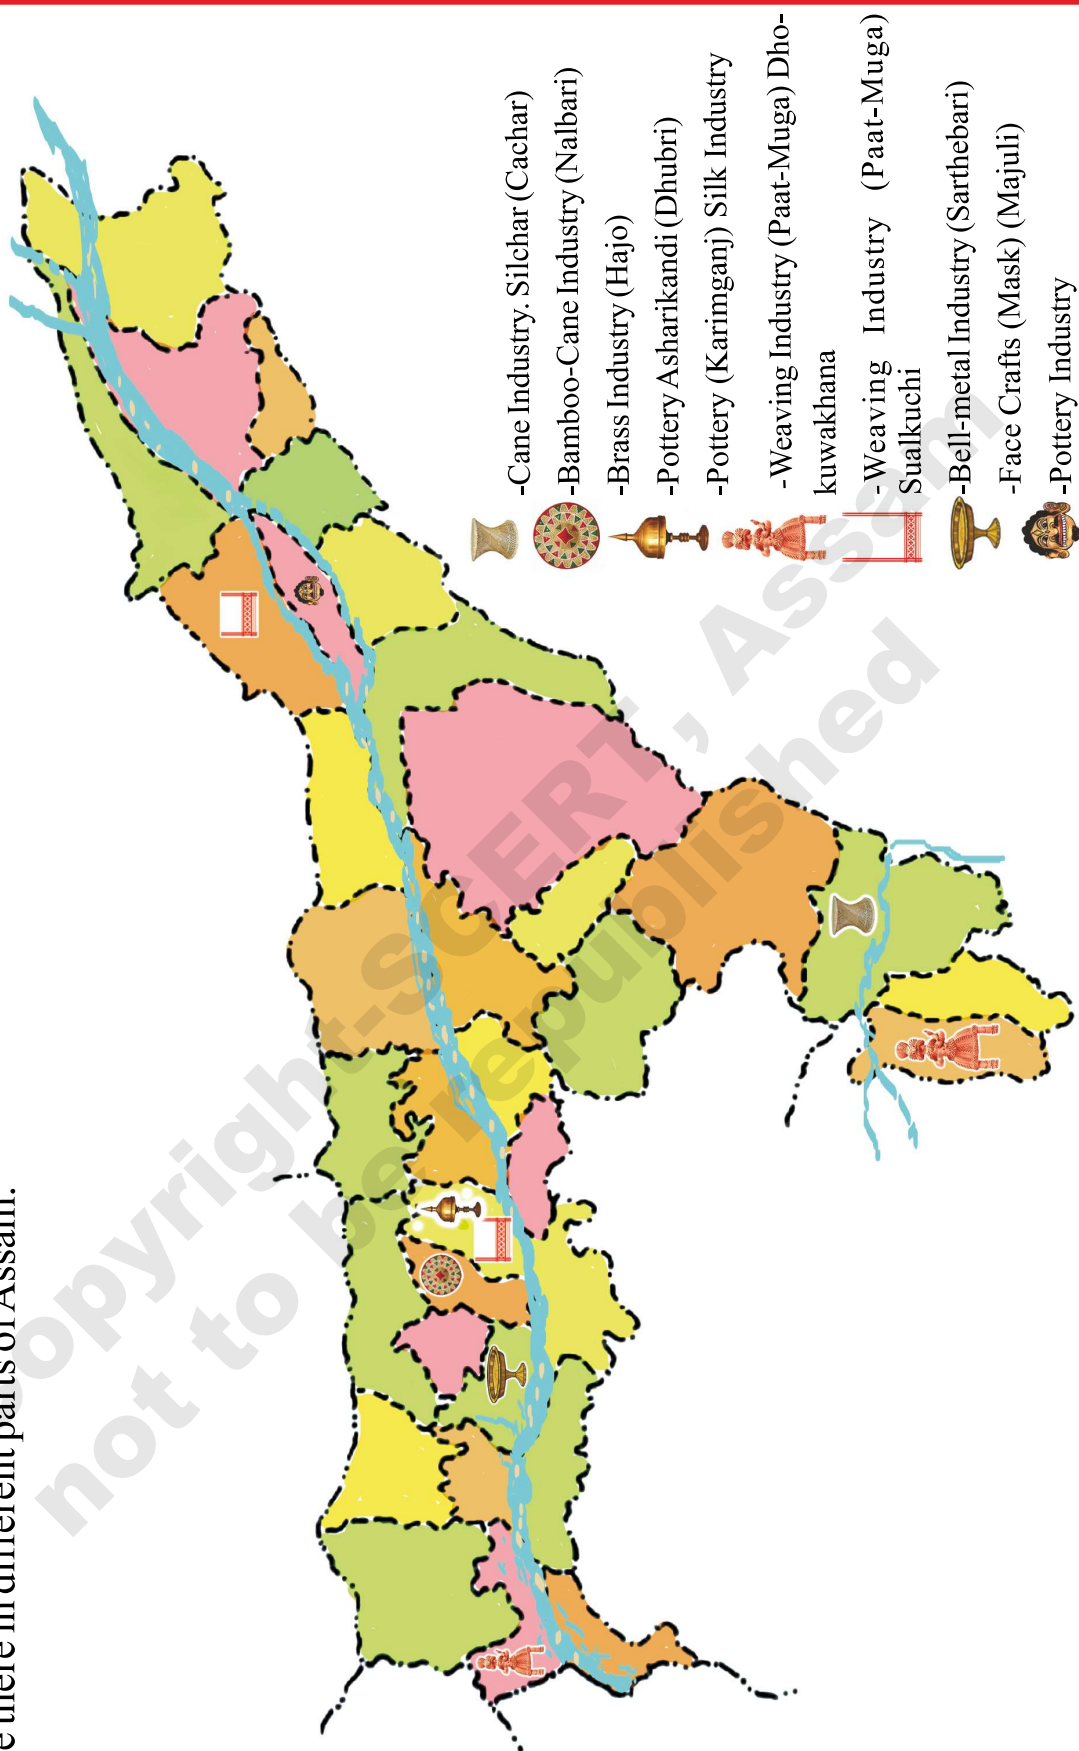 e there in different parts of Assam.
-Cane Industry. Silchar (Cachar)
-Bamboo-Cane Industry (Nalbari)
-Brass Industry (Hajo)
-Pottery Asharikandi (Dhubri)
-Pottery (Karimganj) Silk Industry
-Weaving Industry (Paat-Muga) Dho-
kuwakhana
-Weaving Industry (Paat-Muga)
Sualkuchi
-Bell-metal Industry (Sarthebari)
-Face Crafts (Mask) (Majuli)
-Pottery Industry
opyright-SCERT, Assam
not to be republished